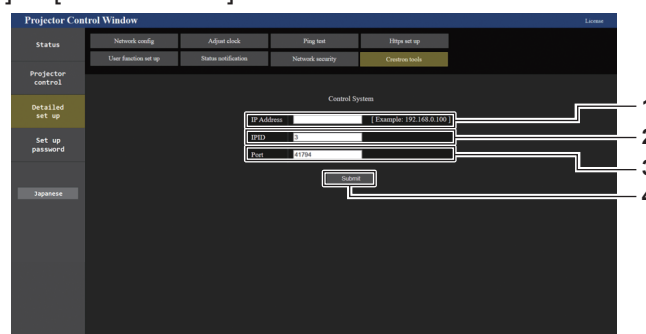 Projector Control Window
License
Status
Network config
Adjust clock
Ping test
Https set up
User function set up
Status notification
Network security
Crestron tools
Projector
control
Detailed
set up
Set up
password
Japanese
Control System
IP Address [ Example: 192.168.0.100 ]
IPID 3
Port 41794
Submit
1
2
3
4